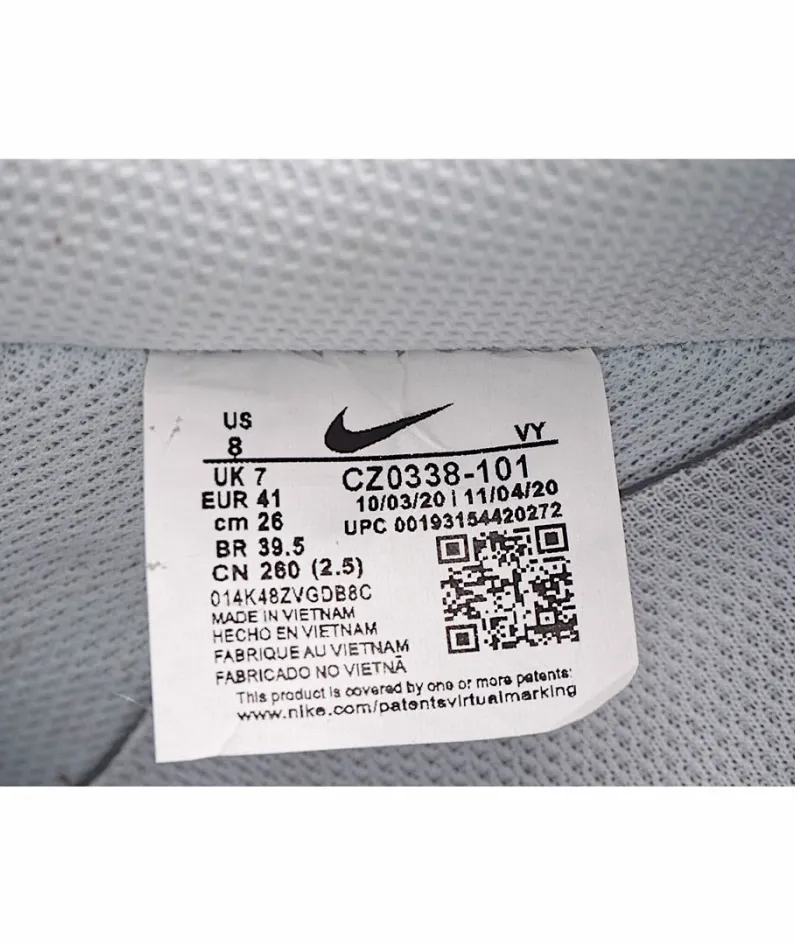 US
8
VY
UK 7
CZ0338-101
EUR 41
10/03/20 | 11/04/20
cm 26
UPC 00193154420272
BR 39.5
CN 260 (2.5)
014K48ZVGDB8C
MADE IN VIETNAM
HECHO EN VIETNAM
FABRIQUE AU VIETNAM
FABRICADO NO VIETNÃ
This product is covered by one or more patents:
www.nike.com/patentsvirtualmarking